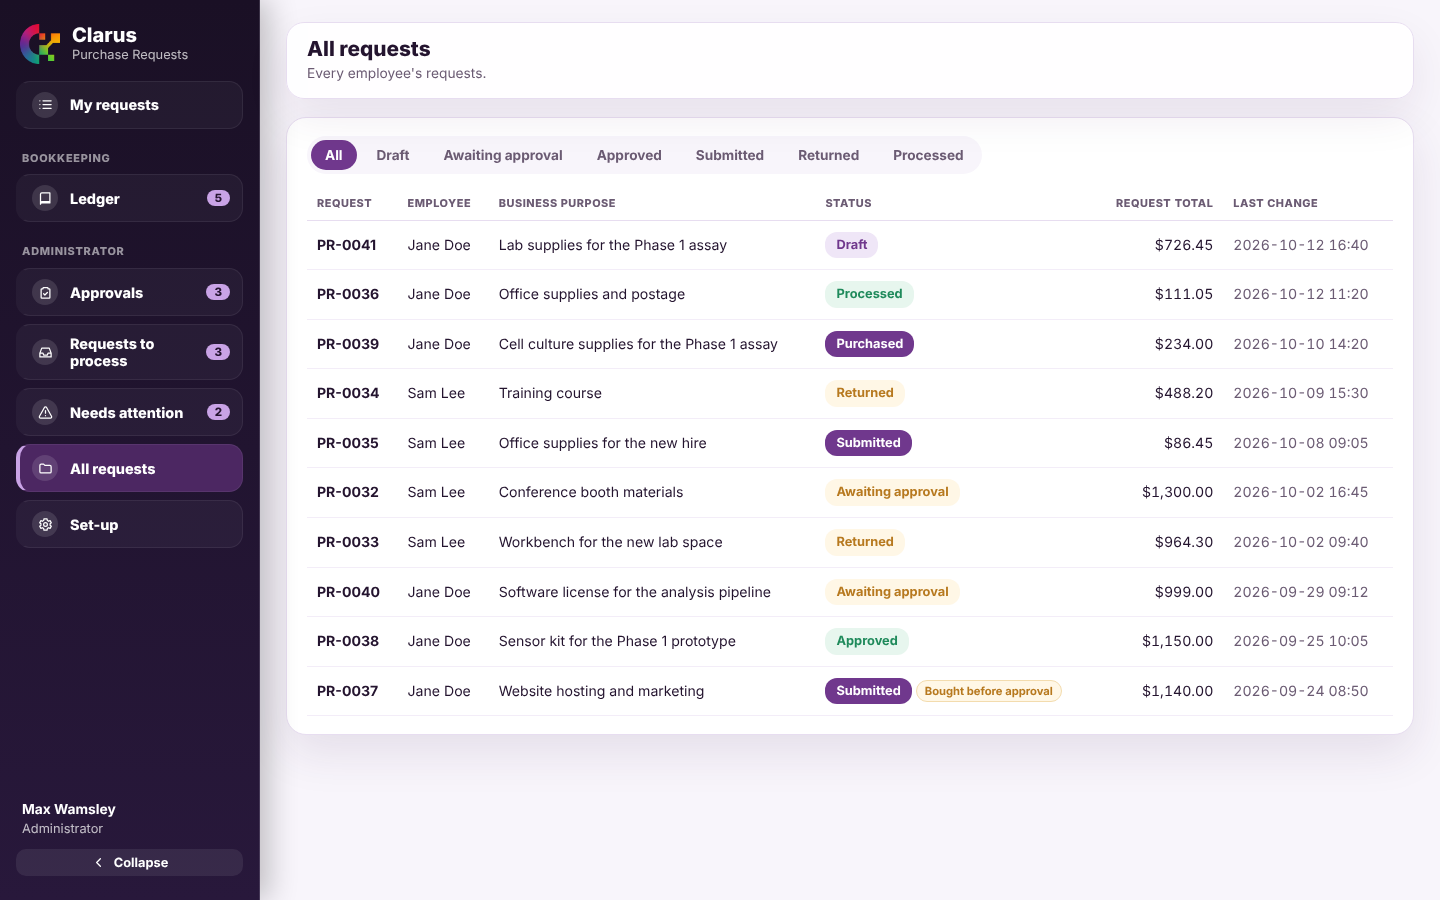 Clarus
Purchase Requests
My requests
BOOKKEEPING
Ledger 5
ADMINISTRATOR
Approvals 3
Requests to
process 3
Needs attention 2
All requests
Set-up
Max Wamsley
Administrator
Collapse
All requests
Every employee's requests.
All Draft Awaiting approval Approved Submitted Returned Processed
REQUEST EMPLOYEE BUSINESS PURPOSE STATUS REQUEST TOTAL LAST CHANGE
PR-0041 Jane Doe Lab supplies for the Phase 1 assay Draft $726.45 2026-10-12 16:40
PR-0036 Jane Doe Office supplies and postage Processed $111.05 2026-10-12 11:20
PR-0039 Jane Doe Cell culture supplies for the Phase 1 assay Purchased $234.00 2026-10-10 14:20
PR-0034 Sam Lee Training course Returned $488.20 2026-10-09 15:30
PR-0035 Sam Lee Office supplies for the new hire Submitted $86.45 2026-10-08 09:05
PR-0032 Sam Lee Conference booth materials Awaiting approval $1,300.00 2026-10-02 16:45
PR-0033 Sam Lee Workbench for the new lab space Returned $964.30 2026-10-02 09:40
PR-0040 Jane Doe Software license for the analysis pipeline Awaiting approval $999.00 2026-09-29 09:12
PR-0038 Jane Doe Sensor kit for the Phase 1 prototype Approved $1,150.00 2026-09-25 10:05
PR-0037 Jane Doe Website hosting and marketing Submitted Bought before approval $1,140.00 2026-09-24 08:50